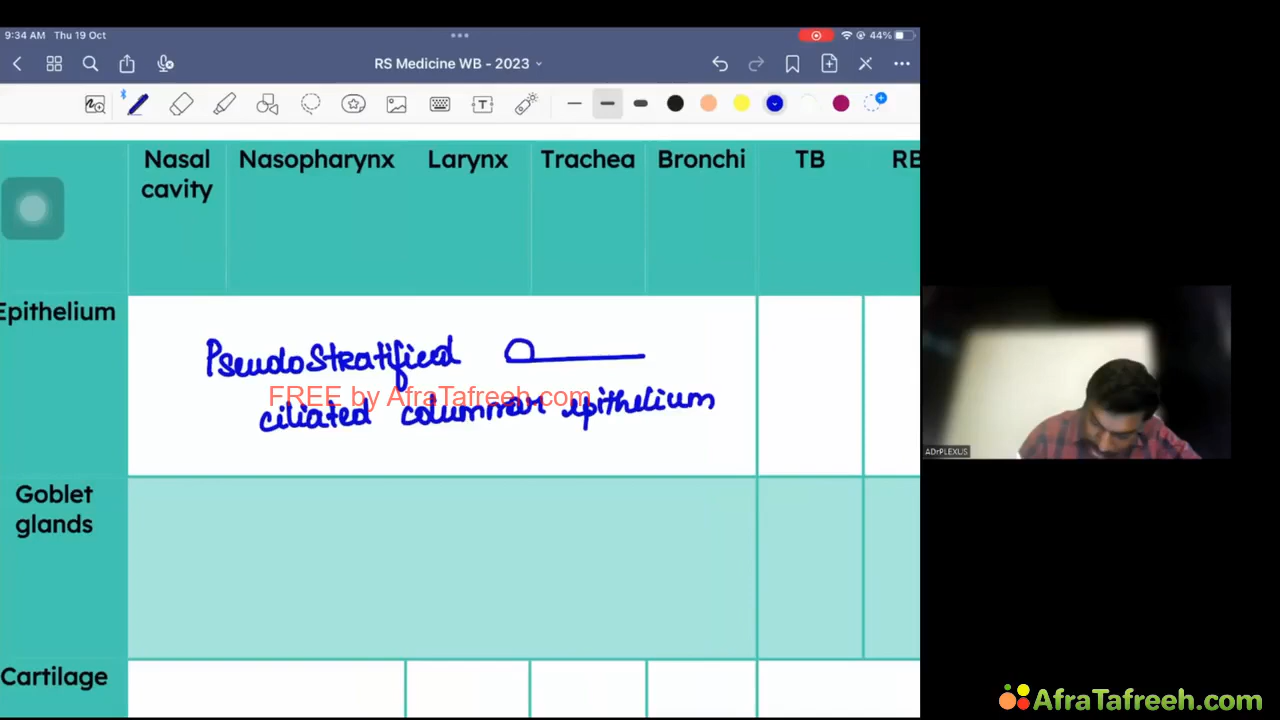 9:34 AM Thu 19 Oct
44%
RS Medicine WB - 2023
Nasal cavity Nasopharynx Larynx Trachea Bronchi TB RB
Epithelium
PseudoStratified
ciliated columnar epithelium
FREE by AfraTafreeh.com
Goblet glands
Cartilage
ADrPLEXUS
AfraTafreeh.com